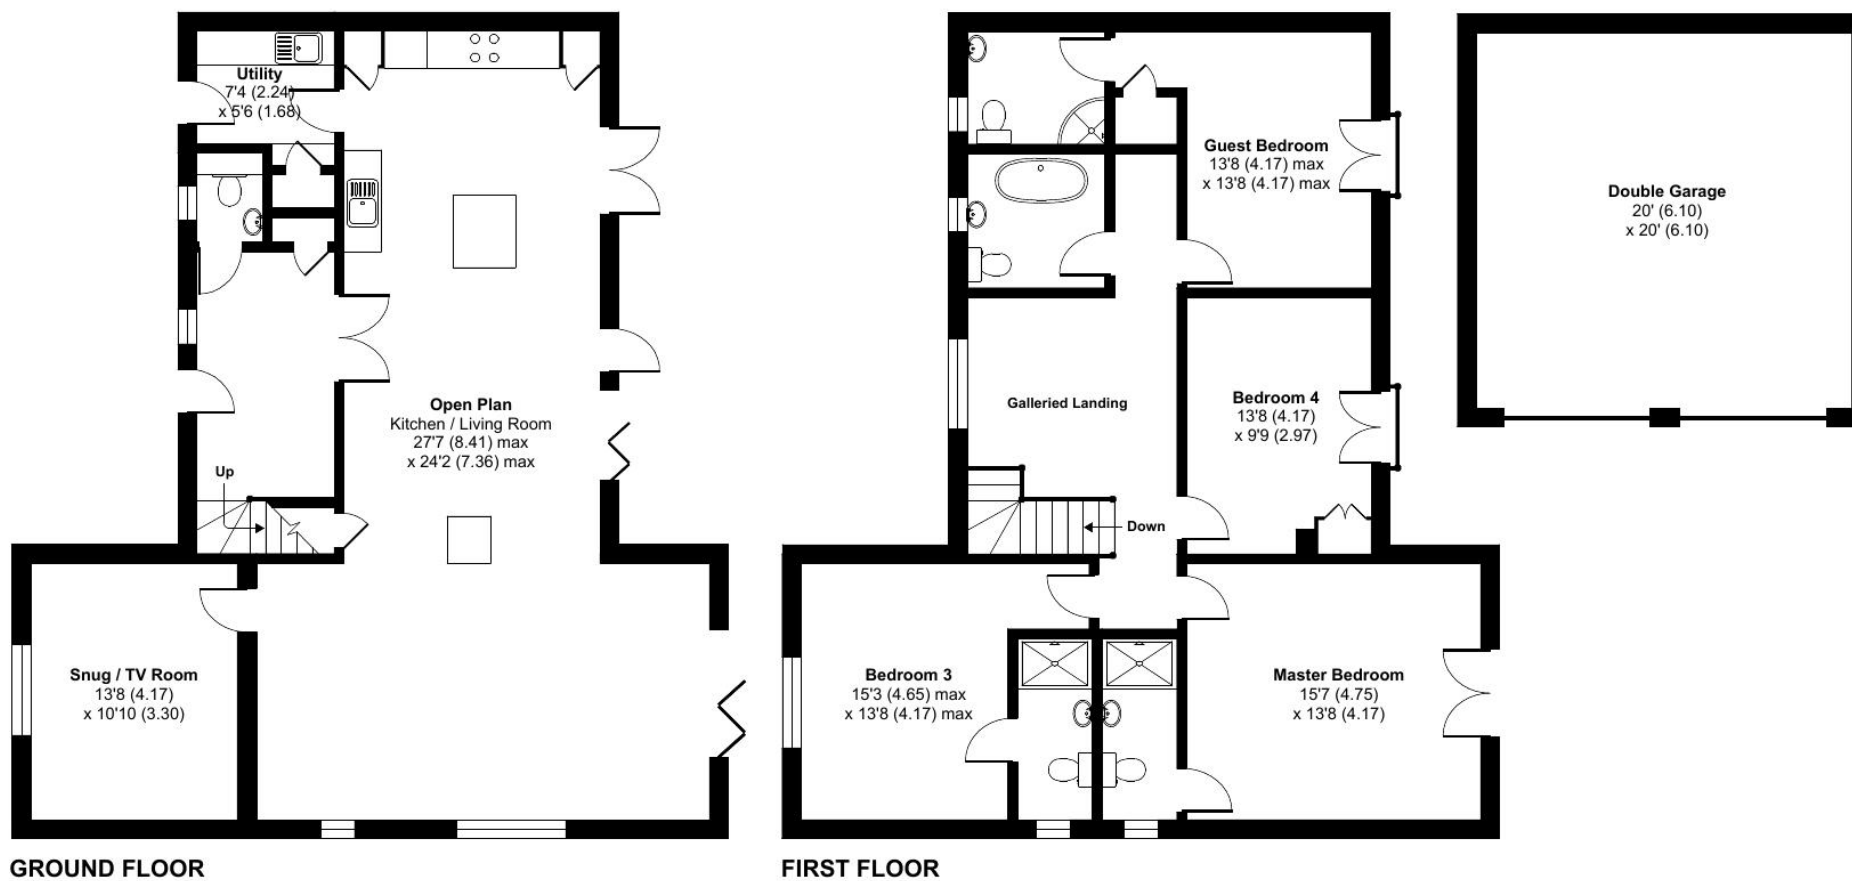 Utility
7'4 (2.24)
x 5'6 (1.68)
Open Plan
Kitchen / Living Room
27'7 (8.41) max
x 24'2 (7.36) max
Up
Snug / TV Room
13'8 (4.17)
x 10'10 (3.30)
GROUND FLOOR
Guest Bedroom
13'8 (4.17) max
x 13'8 (4.17) max
Galleried Landing
Bedroom 4
13'8 (4.17)
x 9'9 (2.97)
Down
Bedroom 3
15'3 (4.65) max
x 13'8 (4.17) max
Master Bedroom
15'7 (4.75)
x 13'8 (4.17)
FIRST FLOOR
Double Garage
20' (6.10)
x 20' (6.10)